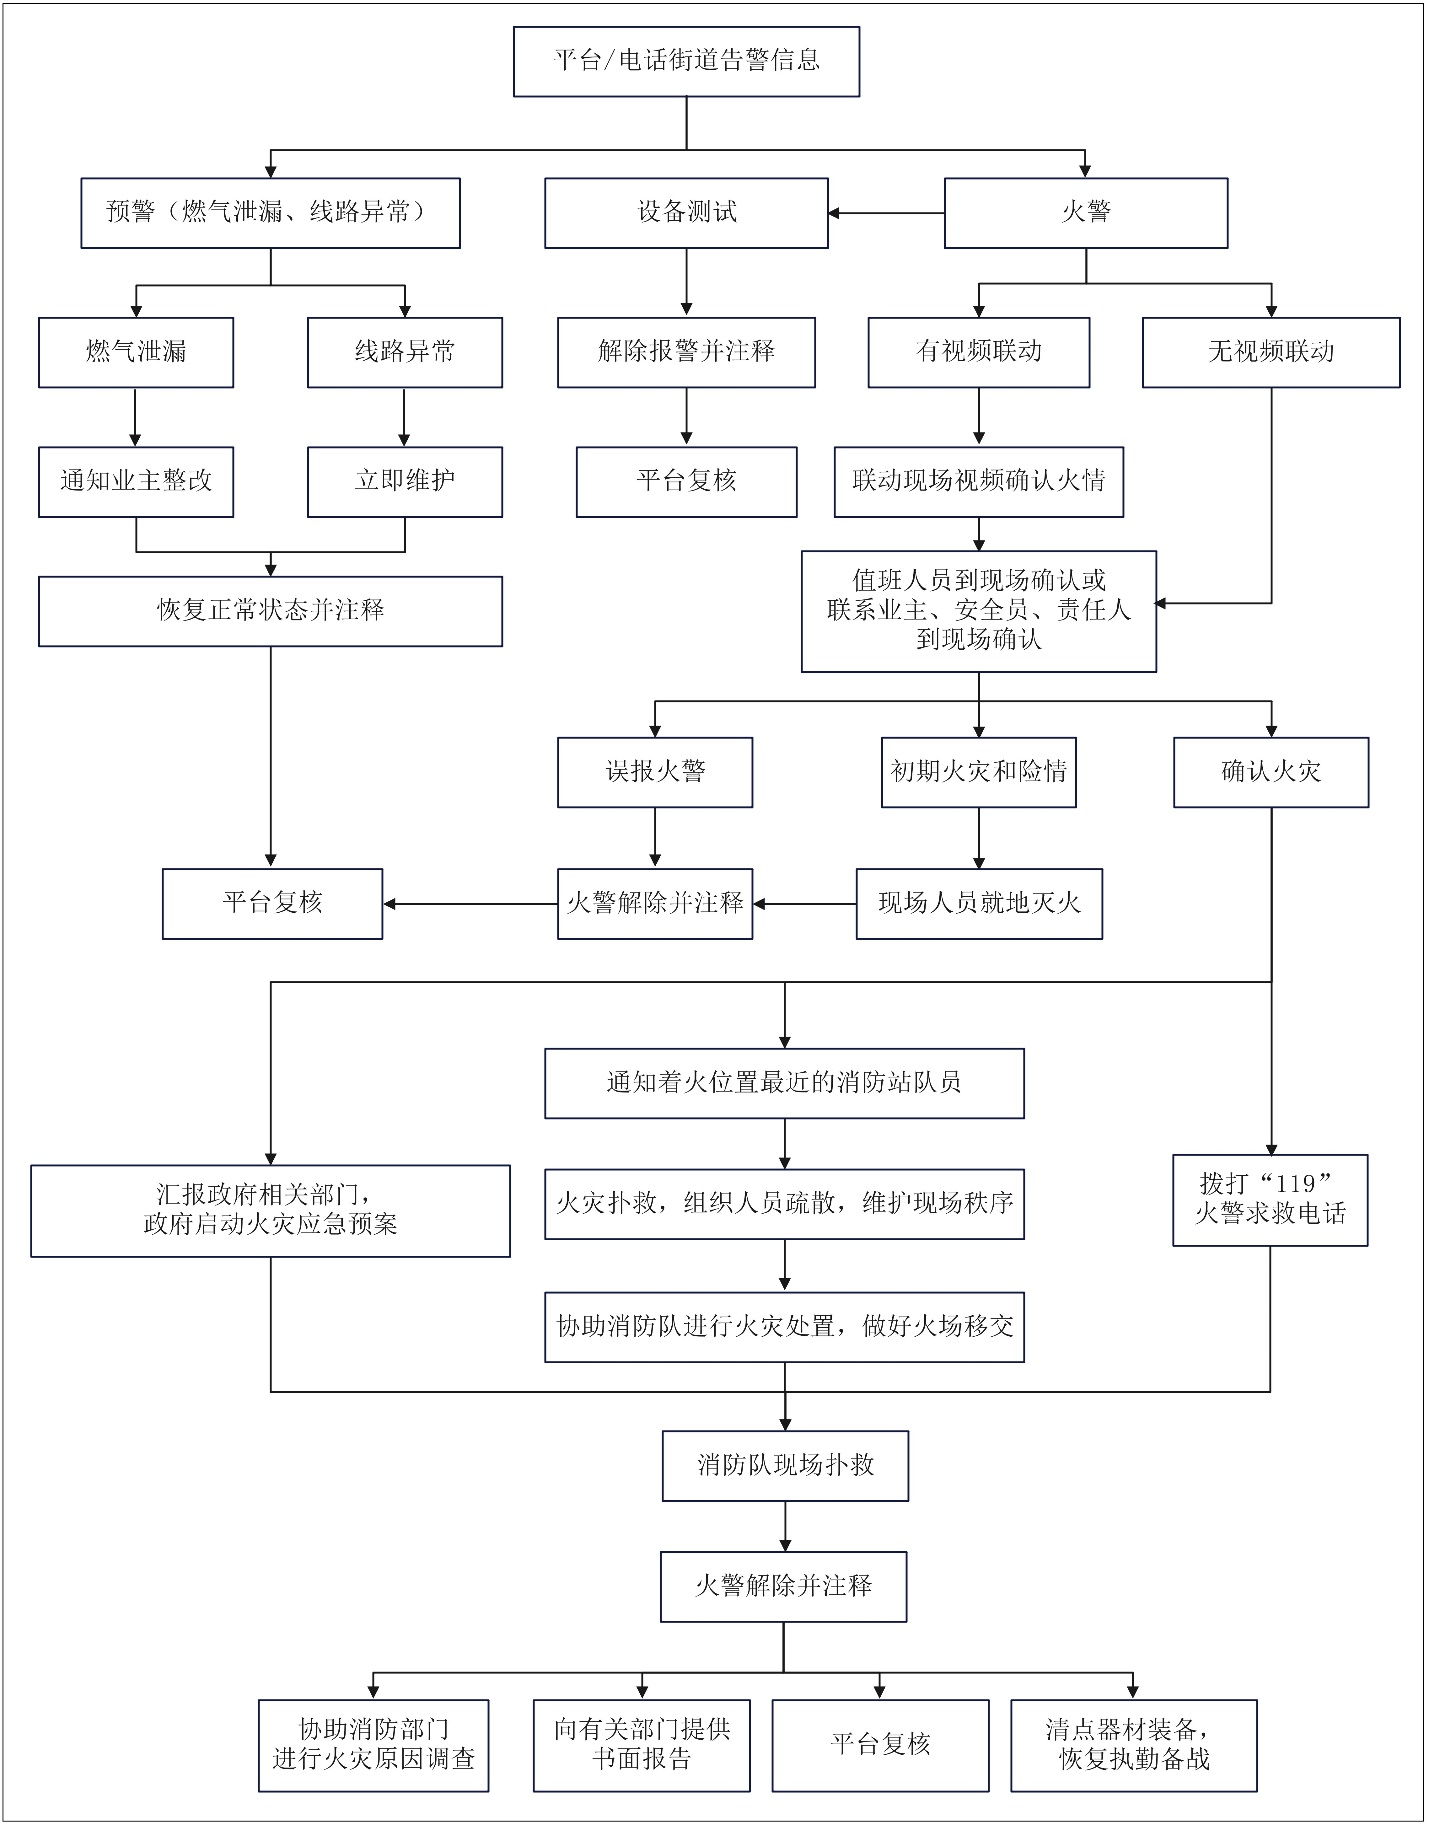 平台/电话街道告警信息
预警（燃气泄漏、线路异常）
设备测试
火警
燃气泄漏
线路异常
解除报警并注释
有视频联动
无视频联动
通知业主整改
立即维护
平台复核
联动现场视频确认火情
恢复正常状态并注释
值班人员到现场确认或
联系业主、安全员、责任人
到现场确认
误报火警
初期火灾和险情
确认火灾
平台复核
火警解除并注释
现场人员就地灭火
通知着火位置最近的消防站队员
汇报政府相关部门，
政府启动火灾应急预案
火灾扑救，组织人员疏散，维护现场秩序
拨打“119”
火警求救电话
协助消防队进行火灾处置，做好火场移交
消防队现场扑救
火警解除并注释
协助消防部门
进行火灾原因调查
向有关部门提供
书面报告
平台复核
清点器材装备，
恢复执勤备战